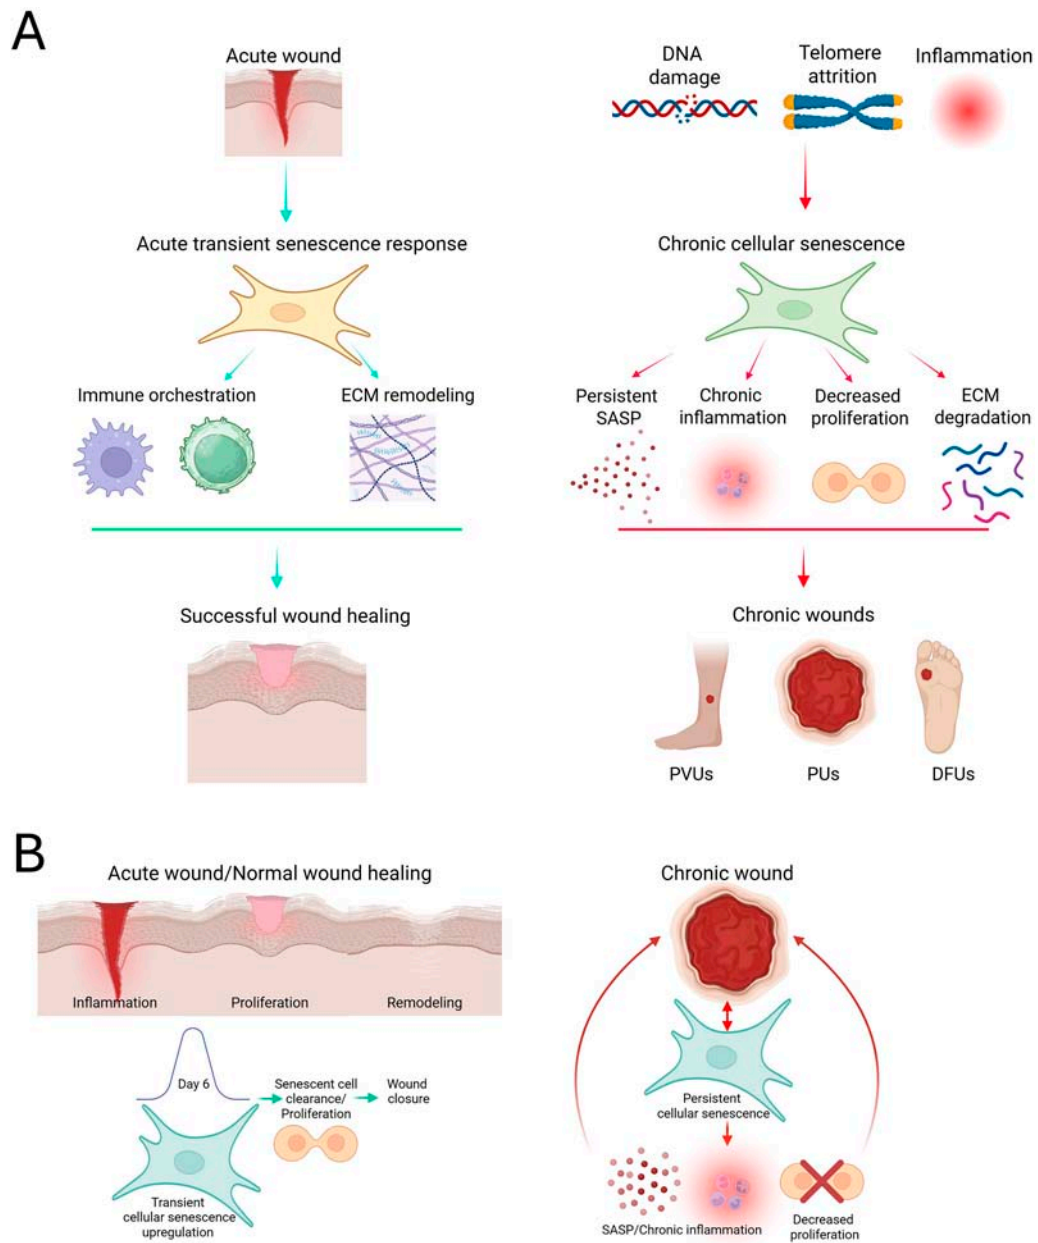 A
Acute wound
DNA
damage
Telomere
attrition
Inflammation
Acute transient senescence response
Chronic cellular senescence
Immune orchestration
ECM remodeling
Persistent
SASP
Chronic
inflammation
Decreased
proliferation
ECM
degradation
Successful wound healing
Chronic wounds
PVUs
PUs
DFUs
B
Acute wound/Normal wound healing
Inflammation
Proliferation
Remodeling
Day 6
Senescent cell
clearance/
Proliferation
Wound
closure
Transient
cellular senescence
upregulation
Chronic wound
Persistent
cellular senescence
SASP/Chronic inflammation
Decreased
proliferation